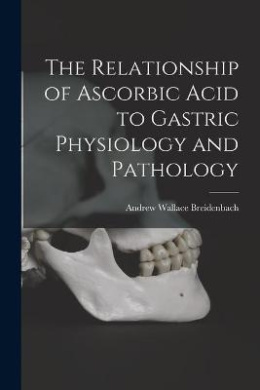 The Relationship
of Ascorbic Acid
to Gastric
Physiology and
Pathology
Andrew Wallace Breidenbach